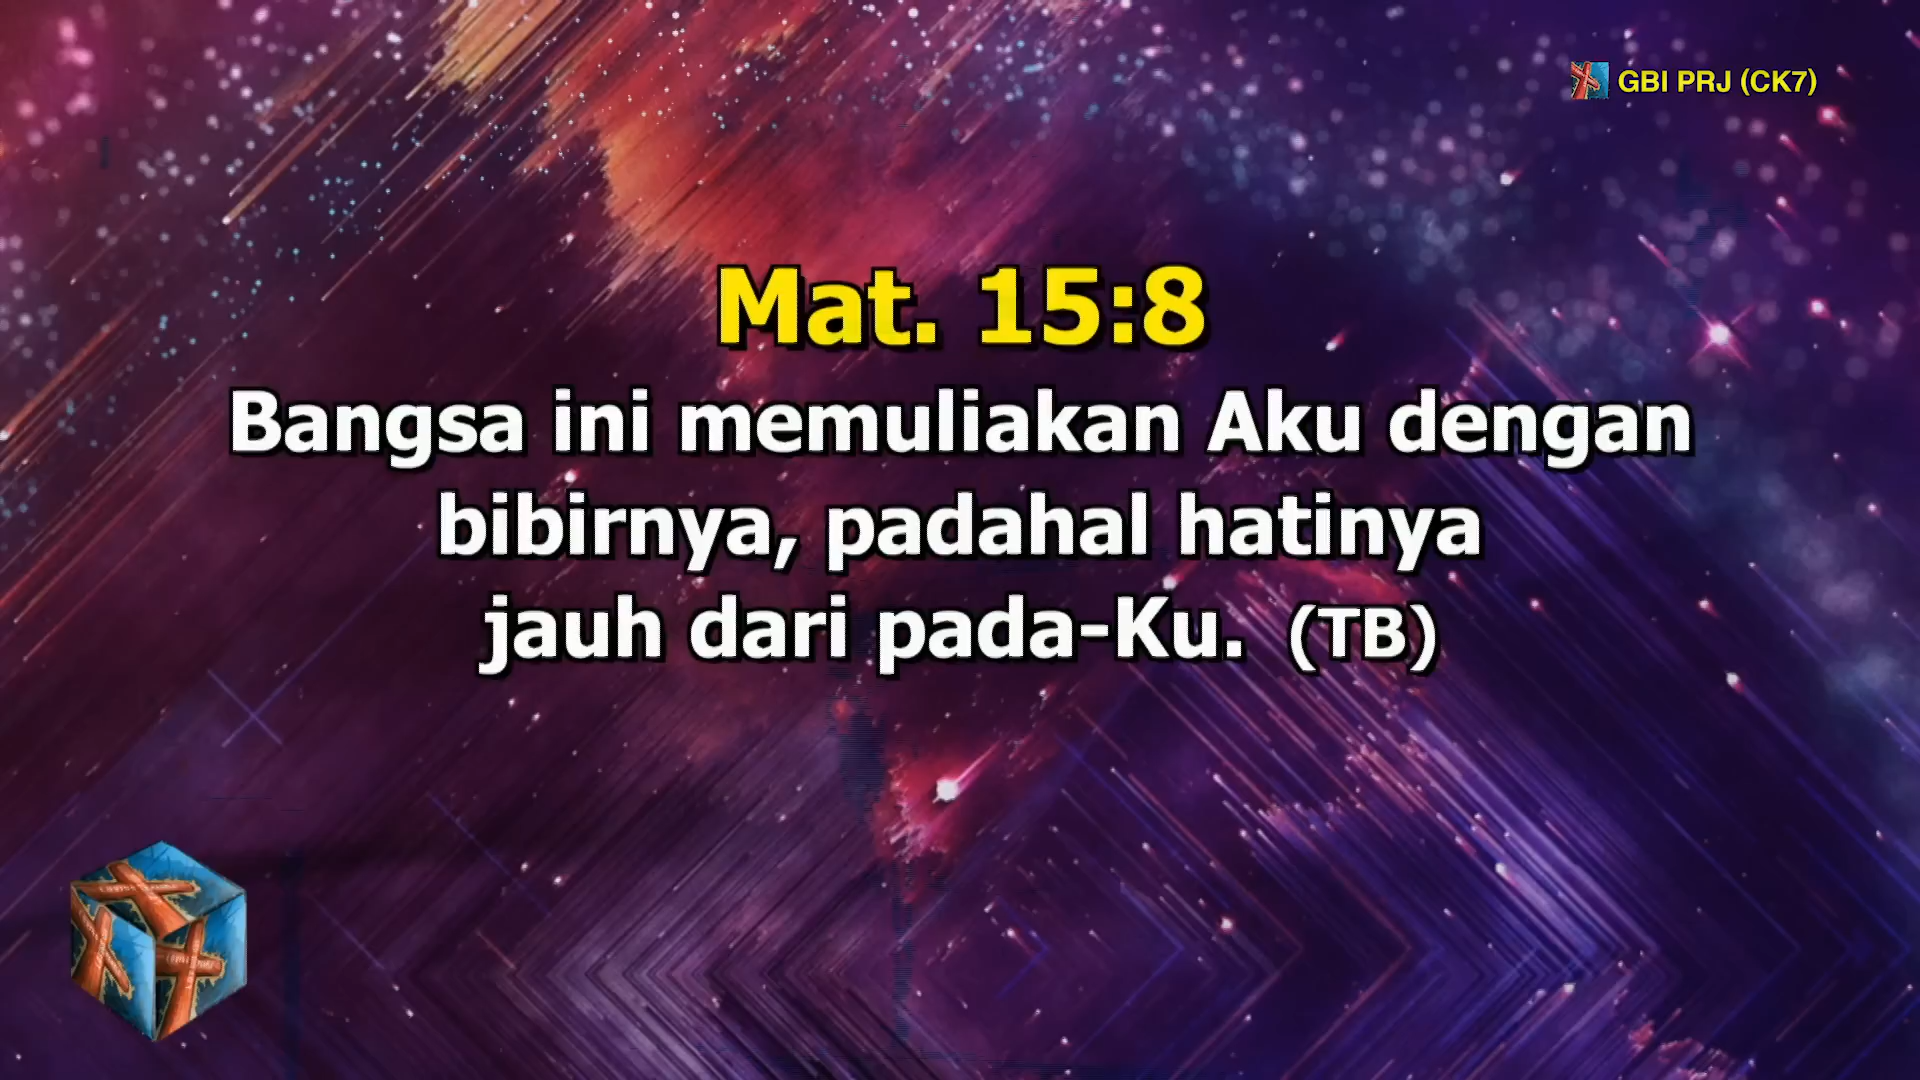 GBI PRJ (CK7)
Mat. 15:8
Bangsa ini memuliakan Aku dengan
bibirnya, padahal hatinya
jauh dari pada-Ku. (TB)